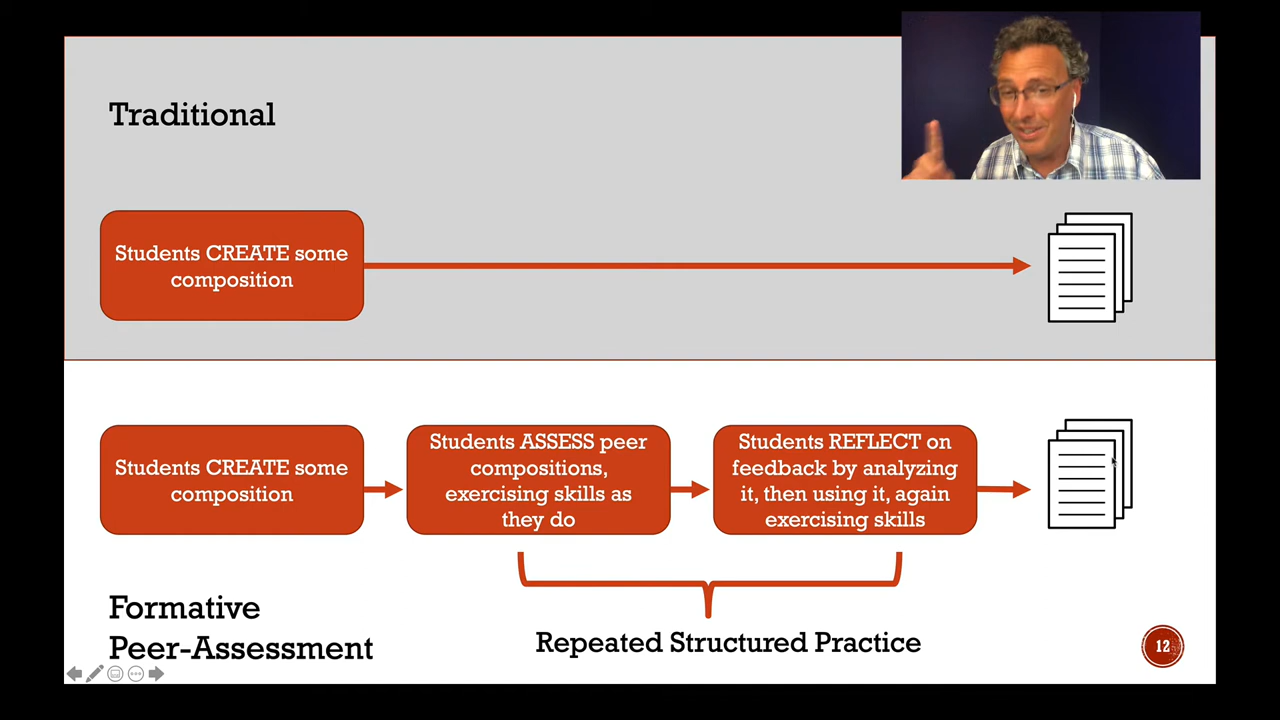 Traditional
Students CREATE some
composition
Students CREATE some
composition
Students ASSESS peer
compositions,
exercising skills as
they do
Students REFLECT on
feedback by analyzing
it, then using it, again
exercising skills
Formative
Peer-Assessment
Repeated Structured Practice
12